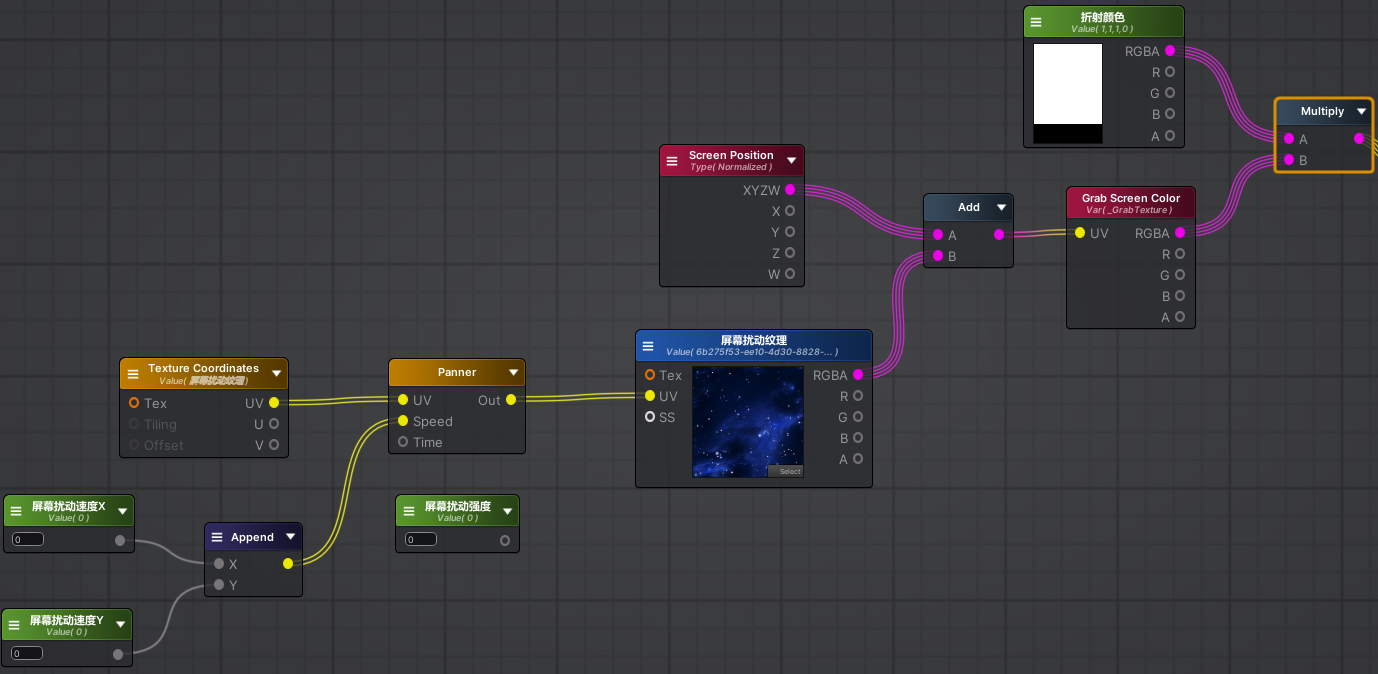 折射颜色
Value( 1,1,1,0 )
RGBA
R
G
B
A
Multiply
A
B
Screen Position
Type( Normalized )
XYZW
X
Y
Z
W
Add
A
B
Grab Screen Color
Var( _GrabTexture )
UV RGBA
R
G
B
A
屏幕扰动纹理
Value( 6b275f53-ee10-4d30-8828-... )
Tex RGBA
UV R
SS G
B
A
Select
Texture Coordinates
Value( 屏幕扰动纹理 )
Tex UV
Tiling U
Offset V
Panner
UV Out
Speed
Time
屏幕扰动速度X
Value( 0 )
0
屏幕扰动强度
Value( 0 )
0
Append
X
Y
屏幕扰动速度Y
Value( 0 )
0